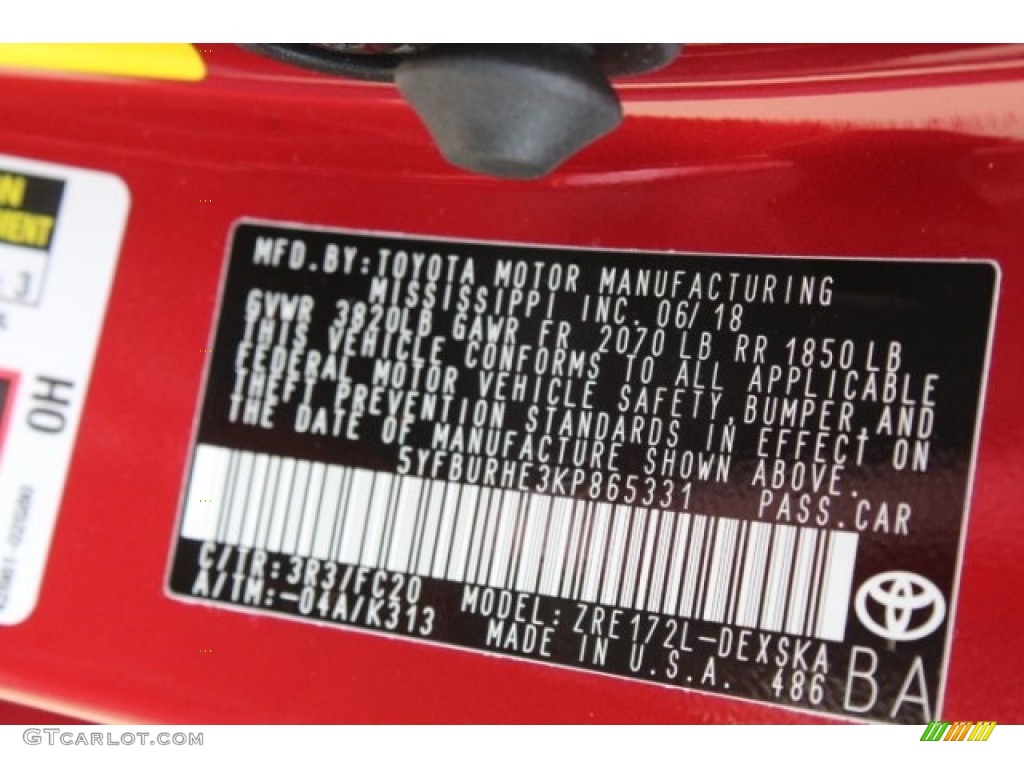 MFD.BY:TOYOTA MOTOR MANUFACTURING
MISSISSIPPI INC. 06/18
GVWR 3820LB GAWR FR 2070LB RR 1850LB
THIS VEHICLE CONFORMS TO ALL APPLICABLE
FEDERAL MOTOR VEHICLE SAFETY,BUMPER,AND
THEFT PREVENTION STANDARDS IN EFFECT ON
THE DATE OF MANUFACTURE SHOWN ABOVE.
5YFBURHE3KP865331 PASS.CAR
C/TR:3R3/FC20
A/TM:-04A/K313
MODEL:ZRE172L-DEXSKA
MADE IN U.S.A. 486
BA
HO
GTCARLOT.COM